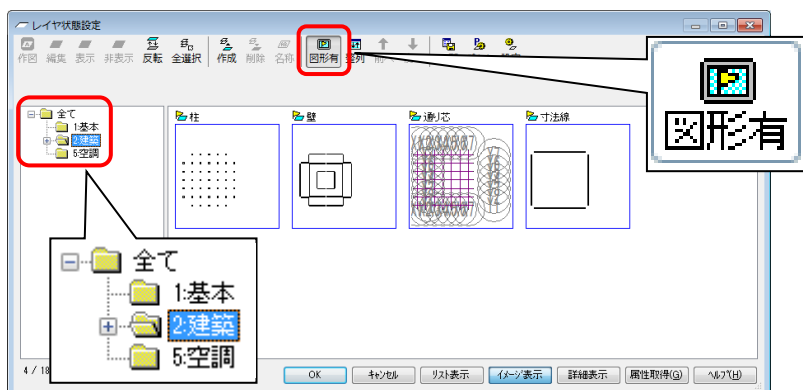 レイヤ状態設定
作図 編集 表示 非表示 反転 全選択 作成 削除 名称 図形有 整列
図形有
全て
1:基本
2:建築
5:空調
柱 壁 通り芯 寸法線
全て
1:基本
2:建築
5:空調
4 / 18
OK キャンセル リスト表示 イメージ表示 詳細表示 属性取得(G) ヘルプ(H)